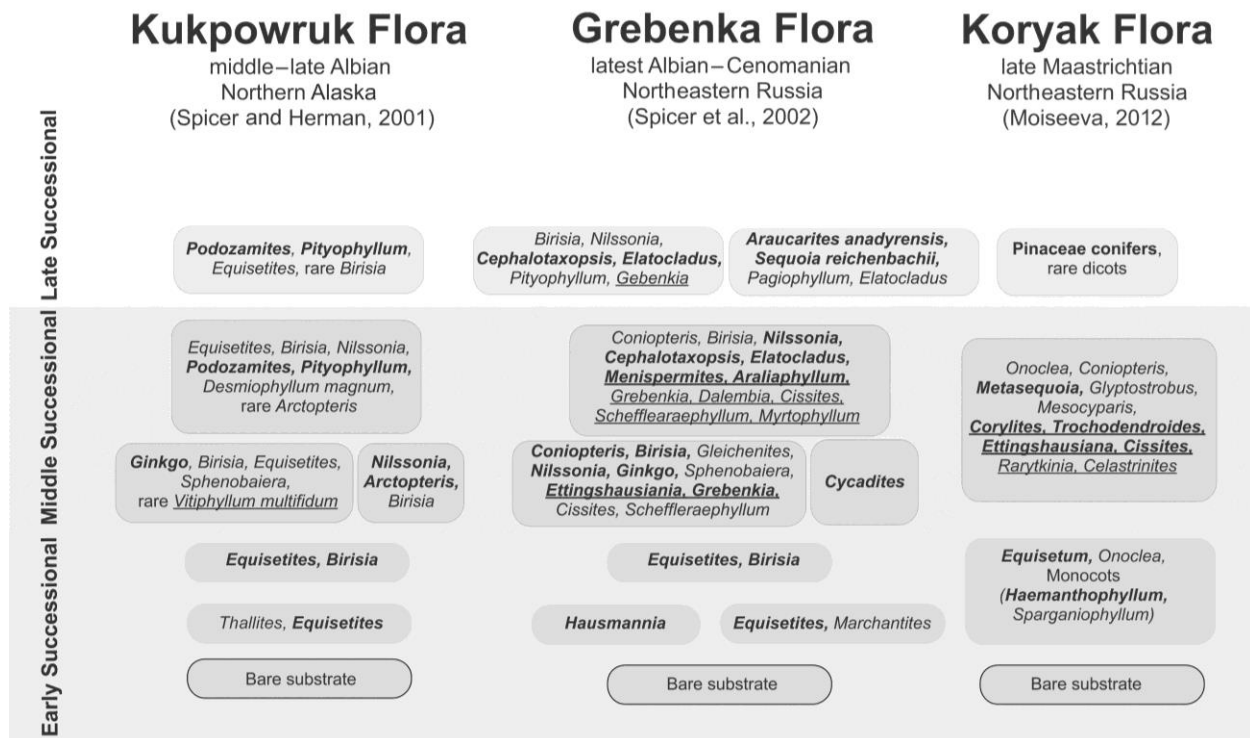 Kukpowruk Flora
middle–late Albian
Northern Alaska
(Spicer and Herman, 2001)
Grebenka Flora
latest Albian–Cenomanian
Northeastern Russia
(Spicer et al., 2002)
Koryak Flora
late Maastrichtian
Northeastern Russia
(Moiseeva, 2012)
Late Successional
Podozamites, Pityophyllum,
Equisetites, rare Birisia
Birisia, Nilssonia,
Cephalotaxopsis, Elatocladus,
Pityophyllum, Gebenkia
Araucarites anadyrensis,
Sequoia reichenbachii,
Pagiophyllum, Elatocladus
Pinaceae conifers,
rare dicots
Middle Successional
Equisetites, Birisia, Nilssonia,
Podozamites, Pityophyllum,
Desmiophyllum magnum,
rare Arctopteris
Coniopteris, Birisia, Nilssonia,
Cephalotaxopsis, Elatocladus,
Menispermites, Araliaphyllum,
Grebenkia, Dalembia, Cissites,
Schefflearaephyllum, Myrtophyllum
Onoclea, Coniopteris,
Metasequoia, Glyptostrobus,
Mesocyparis,
Corylites, Trochodendroides,
Ettingshausiana, Cissites,
Rarytkinia, Celastrinites
Ginkgo, Birisia, Equisetites,
Sphenobaiera,
rare Vitiphyllum multifidum
Nilssonia,
Arctopteris,
Birisia
Coniopteris, Birisia, Gleichenites,
Nilssonia, Ginkgo, Sphenobaiera,
Ettingshausiania, Grebenkia,
Cissites, Scheffleraephyllum
Cycadites
Early Successional
Equisetites, Birisia
Equisetites, Birisia
Equisetum, Onoclea,
Monocots
(Haemanthophyllum,
Sparganiophyllum)
Thallites, Equisetites
Hausmannia
Equisetites, Marchantites
Bare substrate
Bare substrate
Bare substrate